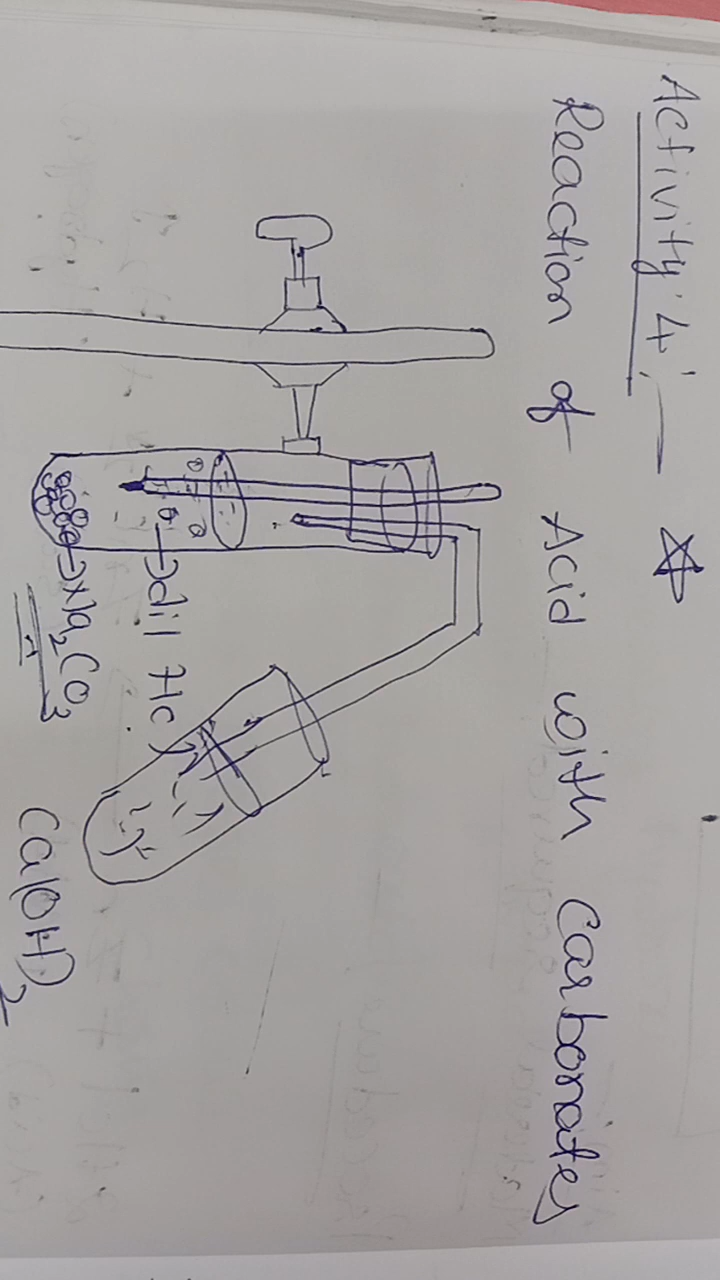 Activity 4:- ☆
Reaction of Acid with Carbonates
→ dil HCl
→ Na₂CO₃
Ca(OH)₂